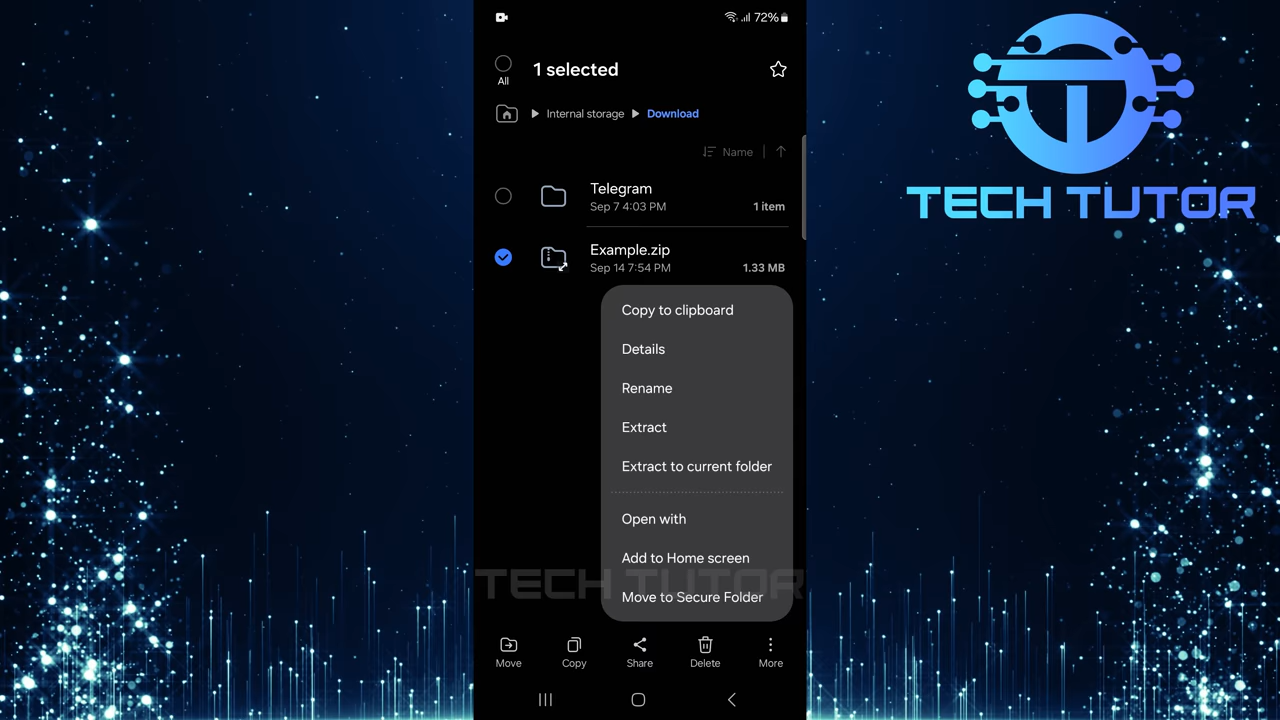 72%
All
1 selected
Internal storage
Download
Name
Telegram
Sep 7 4:03 PM
1 item
Example.zip
Sep 14 7:54 PM
1.33 MB
Copy to clipboard
Details
Rename
Extract
Extract to current folder
Open with
Add to Home screen
Move to Secure Folder
TECH TUTOR
Move
Copy
Share
Delete
More
TECH TUTOR